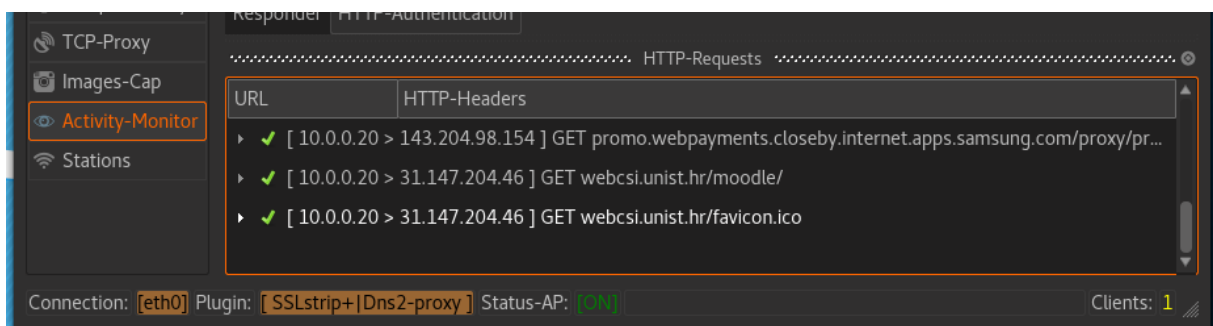 Responder HTTP-Authentication
TCP-Proxy
HTTP-Requests
Images-Cap
URL HTTP-Headers
Activity-Monitor
[ 10.0.0.20 > 143.204.98.154 ] GET promo.webpayments.closeby.internet.apps.samsung.com/proxy/pr...
Stations
[ 10.0.0.20 > 31.147.204.46 ] GET webcsi.unist.hr/moodle/
[ 10.0.0.20 > 31.147.204.46 ] GET webcsi.unist.hr/favicon.ico
Connection: [eth0] Plugin: [ SSLstrip+|Dns2-proxy ] Status-AP: [ON] Clients: 1